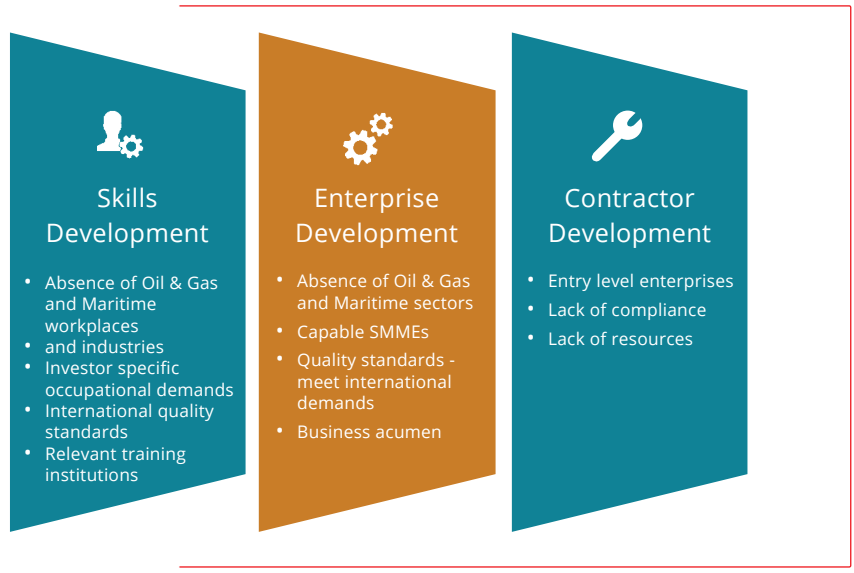 Skills
Development
• Absence of Oil & Gas
and Maritime
workplaces
• and industries
• Investor specific
occupational demands
• International quality
standards
• Relevant training
institutions
Enterprise
Development
• Absence of Oil & Gas
and Maritime sectors
• Capable SMMEs
• Quality standards -
meet international
demands
• Business acumen
Contractor
Development
• Entry level enterprises
• Lack of compliance
• Lack of resources